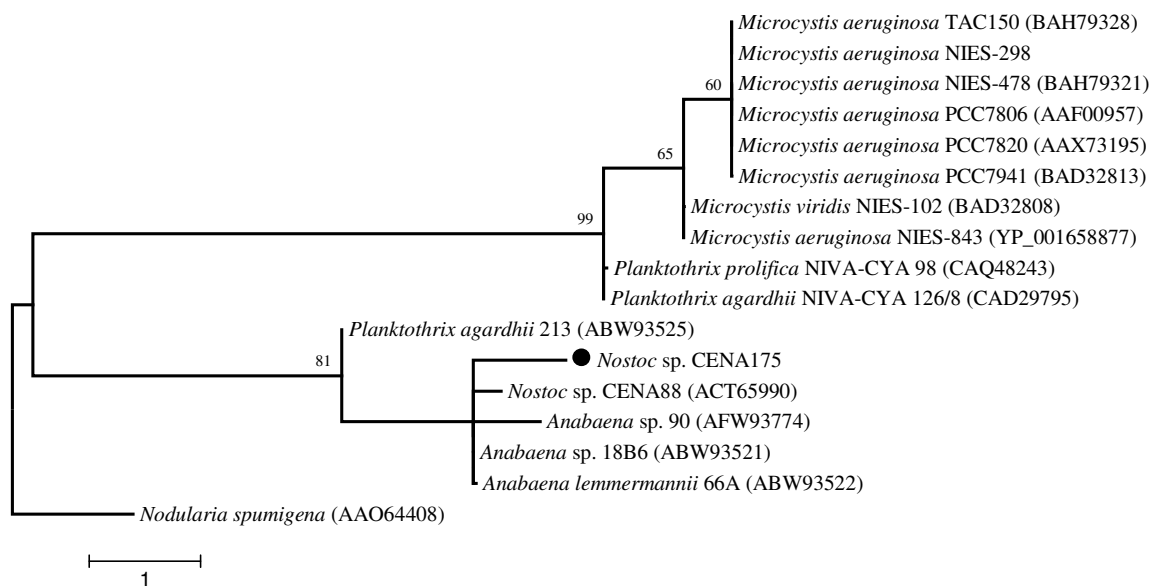 Microcystis aeruginosa TAC150 (BAH79328)
Microcystis aeruginosa NIES-298
60
Microcystis aeruginosa NIES-478 (BAH79321)
Microcystis aeruginosa PCC7806 (AAF00957)
65
Microcystis aeruginosa PCC7820 (AAX73195)
Microcystis aeruginosa PCC7941 (BAD32813)
99
Microcystis viridis NIES-102 (BAD32808)
Microcystis aeruginosa NIES-843 (YP_001658877)
Planktothrix prolifica NIVA-CYA 98 (CAQ48243)
Planktothrix agardhii NIVA-CYA 126/8 (CAD29795)
Planktothrix agardhii 213 (ABW93525)
81
Nostoc sp. CENA175
Nostoc sp. CENA88 (ACT65990)
Anabaena sp. 90 (AFW93774)
Anabaena sp. 18B6 (ABW93521)
Anabaena lemmermannii 66A (ABW93522)
Nodularia spumigena (AAO64408)
1